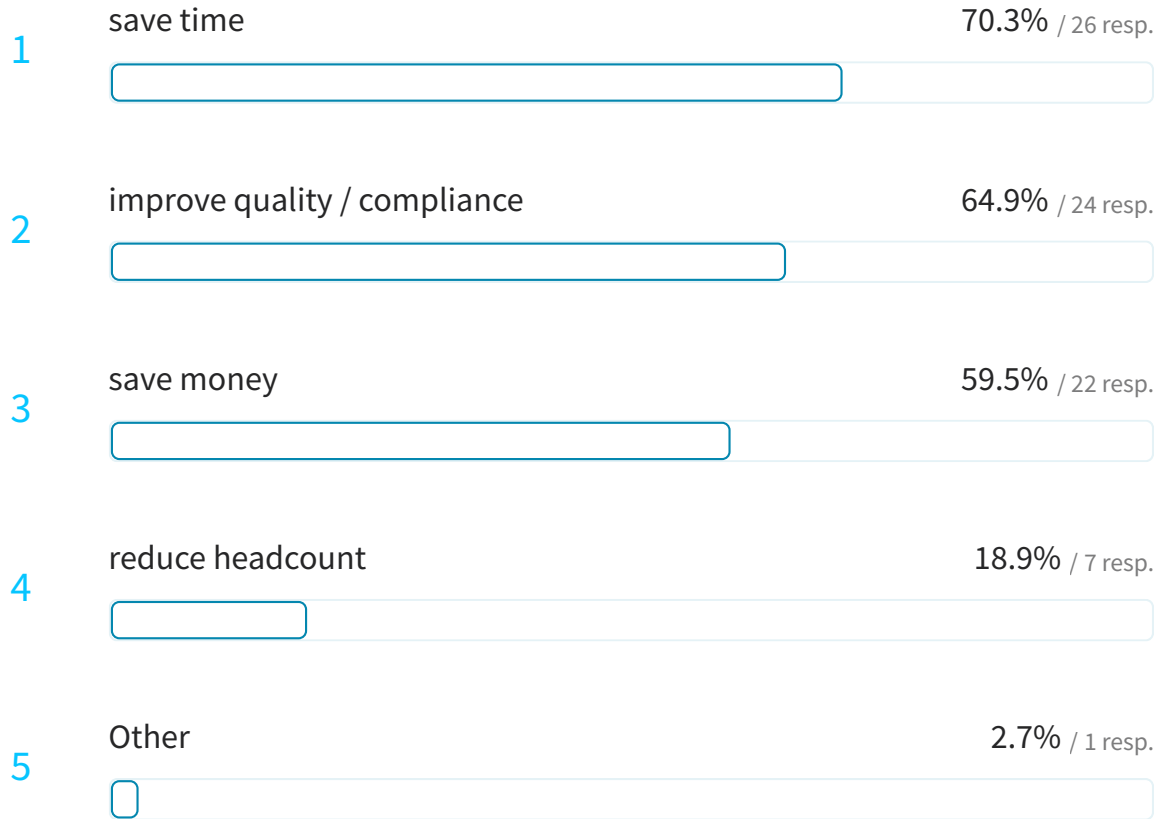 1
save time 70.3% / 26 resp.
2
improve quality / compliance 64.9% / 24 resp.
3
save money 59.5% / 22 resp.
4
reduce headcount 18.9% / 7 resp.
5
Other 2.7% / 1 resp.